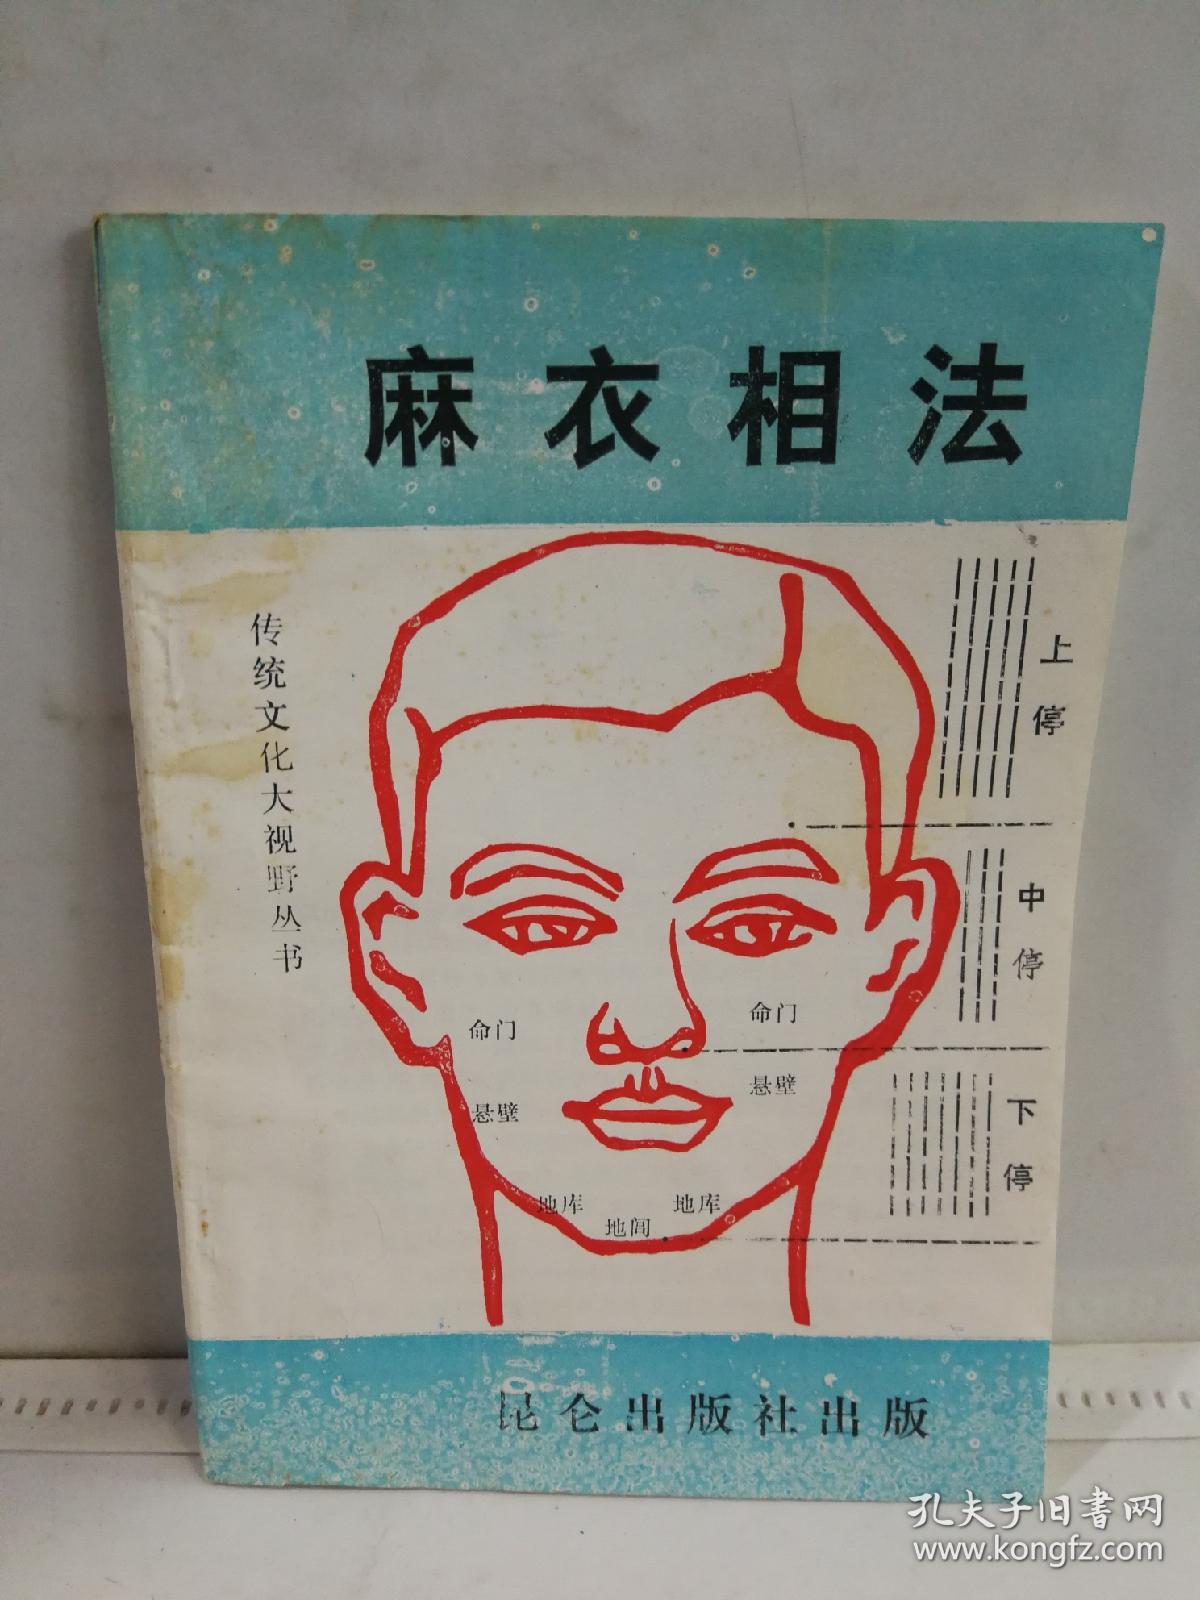 麻衣相法
传统文化大视野丛书
上停
中停
下停
命门
命门
悬壁
悬壁
地库
地库
地阎
昆仑出版社出版
孔夫子旧书网
www.kongfz.com